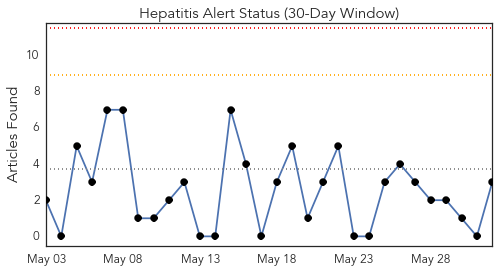 Hepatitis Alert Status (30-Day Window)
Articles Found
10
8
6
4
2
0
May 03
May 08
May 13
May 18
May 23
May 28